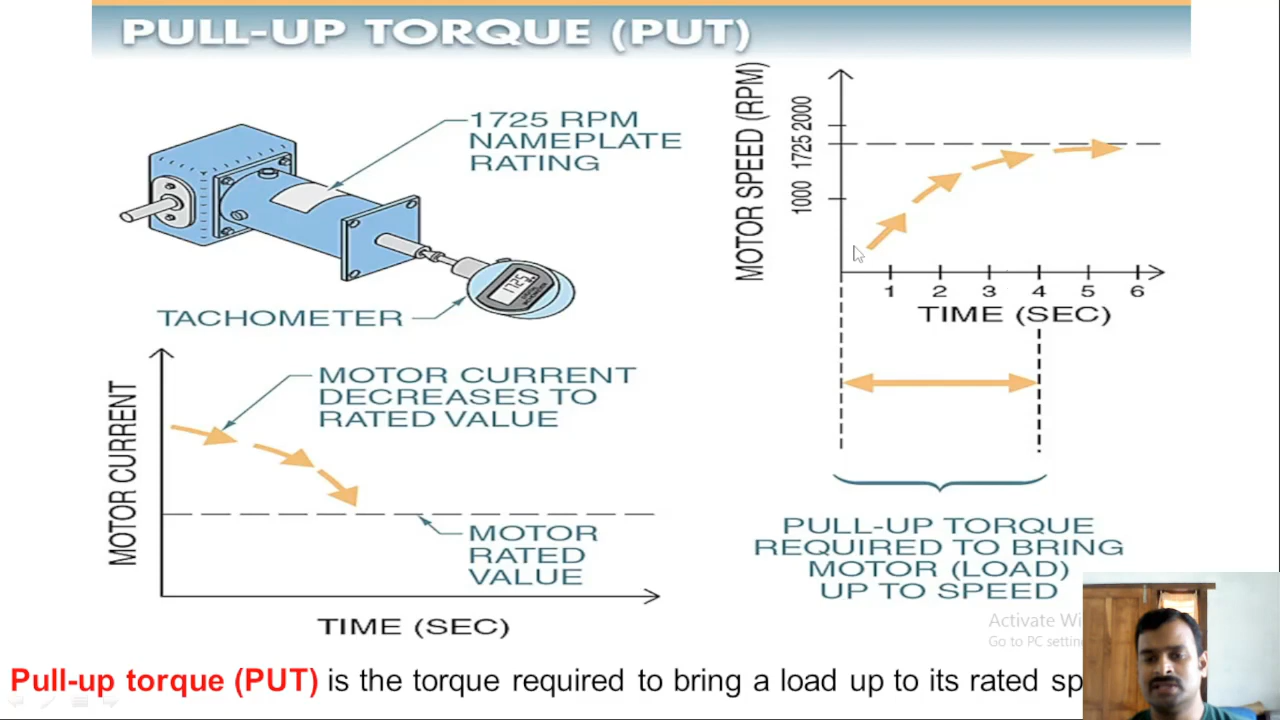 PULL-UP TORQUE (PUT)
1725 RPM
NAMEPLATE
RATING
1725
TACHOMETER
MOTOR SPEED (RPM)
2000
1725
1000
1 2 3 4 5 6
TIME (SEC)
MOTOR CURRENT
DECREASES TO
RATED VALUE
MOTOR CURRENT
MOTOR
RATED
VALUE
TIME (SEC)
PULL-UP TORQUE
REQUIRED TO BRING
MOTOR (LOAD)
UP TO SPEED
Activate
Go to PC
Pull-up torque (PUT) is the torque required to bring a load up to its rated